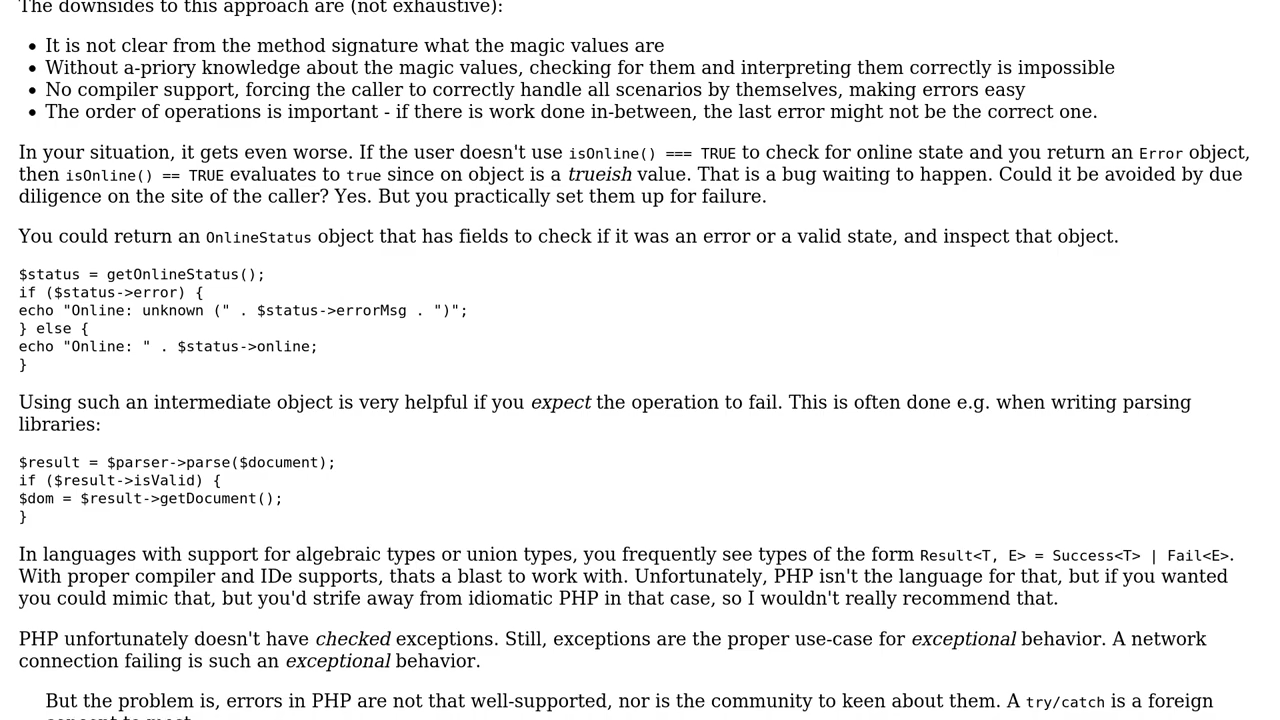 The downsides to this approach are (not exhaustive):
It is not clear from the method signature what the magic values are
Without a-priory knowledge about the magic values, checking for them and interpreting them correctly is impossible
No compiler support, forcing the caller to correctly handle all scenarios by themselves, making errors easy
The order of operations is important - if there is work done in-between, the last error might not be the correct one.
In your situation, it gets even worse. If the user doesn't use isOnline() === TRUE to check for online state and you return an Error object,
then isOnline() == TRUE evaluates to true since on object is a trueish value. That is a bug waiting to happen. Could it be avoided by due
diligence on the site of the caller? Yes. But you practically set them up for failure.
You could return an OnlineStatus object that has fields to check if it was an error or a valid state, and inspect that object.
$status = getOnlineStatus();
if ($status->error) {
echo "Online: unknown (" . $status->errorMsg . ")";
} else {
echo "Online: " . $status->online;
}
Using such an intermediate object is very helpful if you expect the operation to fail. This is often done e.g. when writing parsing
libraries:
$result = $parser->parse($document);
if ($result->isValid) {
$dom = $result->getDocument();
}
In languages with support for algebraic types or union types, you frequently see types of the form Result<T, E> = Success<T> | Fail<E>.
With proper compiler and IDe supports, thats a blast to work with. Unfortunately, PHP isn't the language for that, but if you wanted
you could mimic that, but you'd strife away from idiomatic PHP in that case, so I wouldn't really recommend that.
PHP unfortunately doesn't have checked exceptions. Still, exceptions are the proper use-case for exceptional behavior. A network
connection failing is such an exceptional behavior.
But the problem is, errors in PHP are not that well-supported, nor is the community to keen about them. A try/catch is a foreign